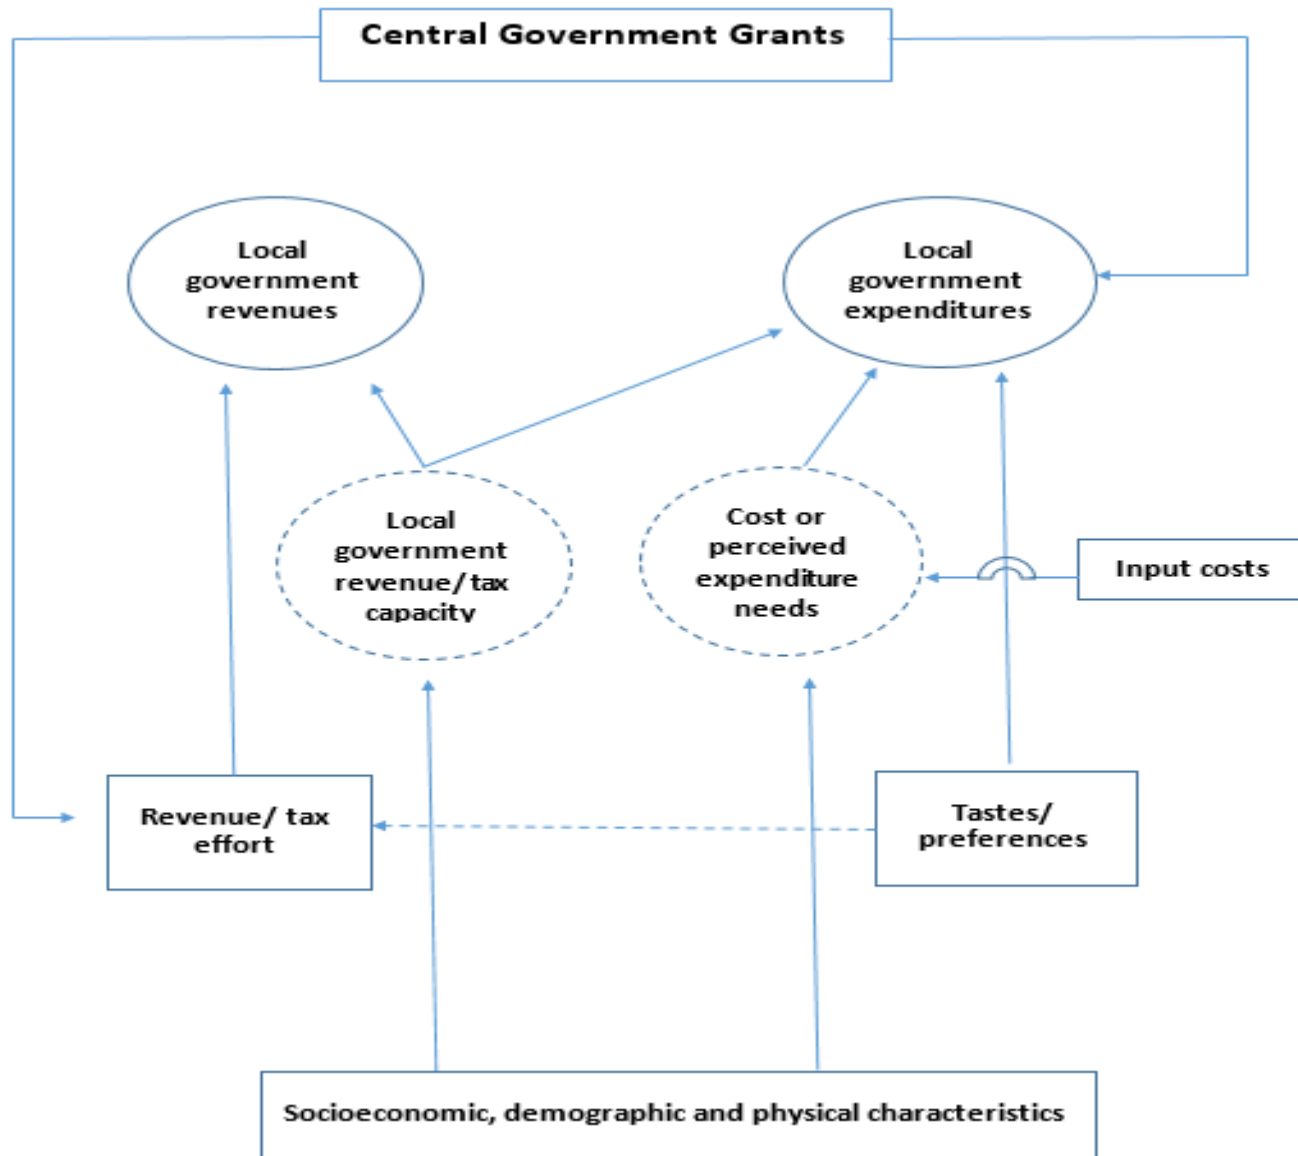 Central Government Grants
Local
government
revenues
Local
government
expenditures
Local
government
revenue/ tax
capacity
Cost or
perceived
expenditure
needs
Input costs
Revenue/ tax
effort
Tastes/
preferences
Socioeconomic, demographic and physical characteristics